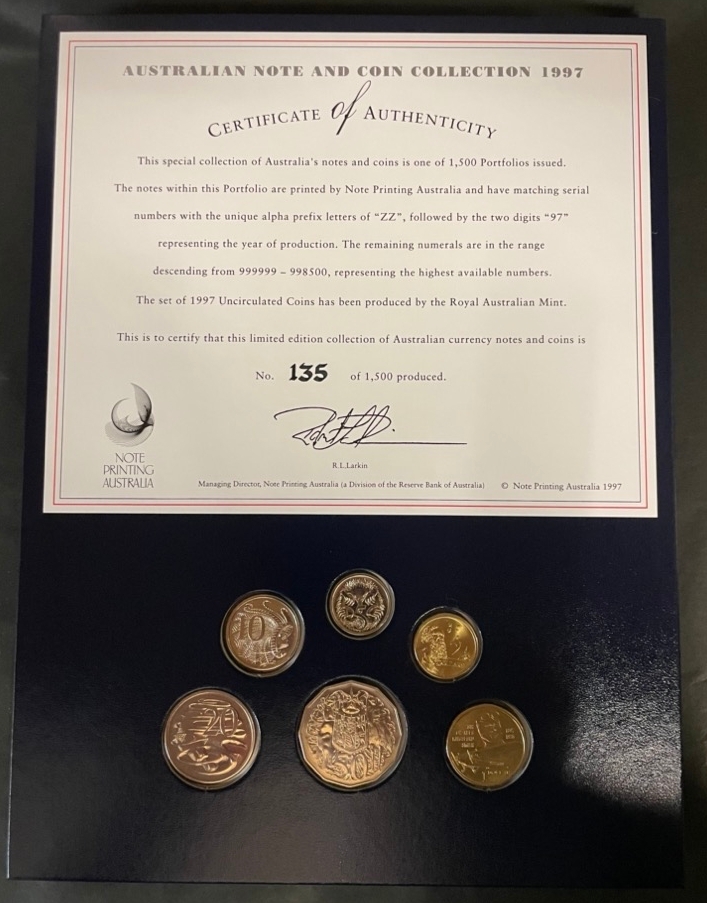 AUSTRALIAN NOTE AND COIN COLLECTION 1997
CERTIFICATE of AUTHENTICITY
This special collection of Australia's notes and coins is one of 1,500 Portfolios issued.
The notes within this Portfolio are printed by Note Printing Australia and have matching serial
numbers with the unique alpha prefix letters of "ZZ", followed by the two digits "97"
representing the year of production. The remaining numerals are in the range
descending from 999999 – 998500, representing the highest available numbers.
The set of 1997 Uncirculated Coins has been produced by the Royal Australian Mint.
This is to certify that this limited edition collection of Australian currency notes and coins is
No. 135 of 1,500 produced.
R.L.Larkin
NOTE
PRINTING
AUSTRALIA
Managing Director, Note Printing Australia (a Division of the Reserve Bank of Australia) © Note Printing Australia 1997
10
2